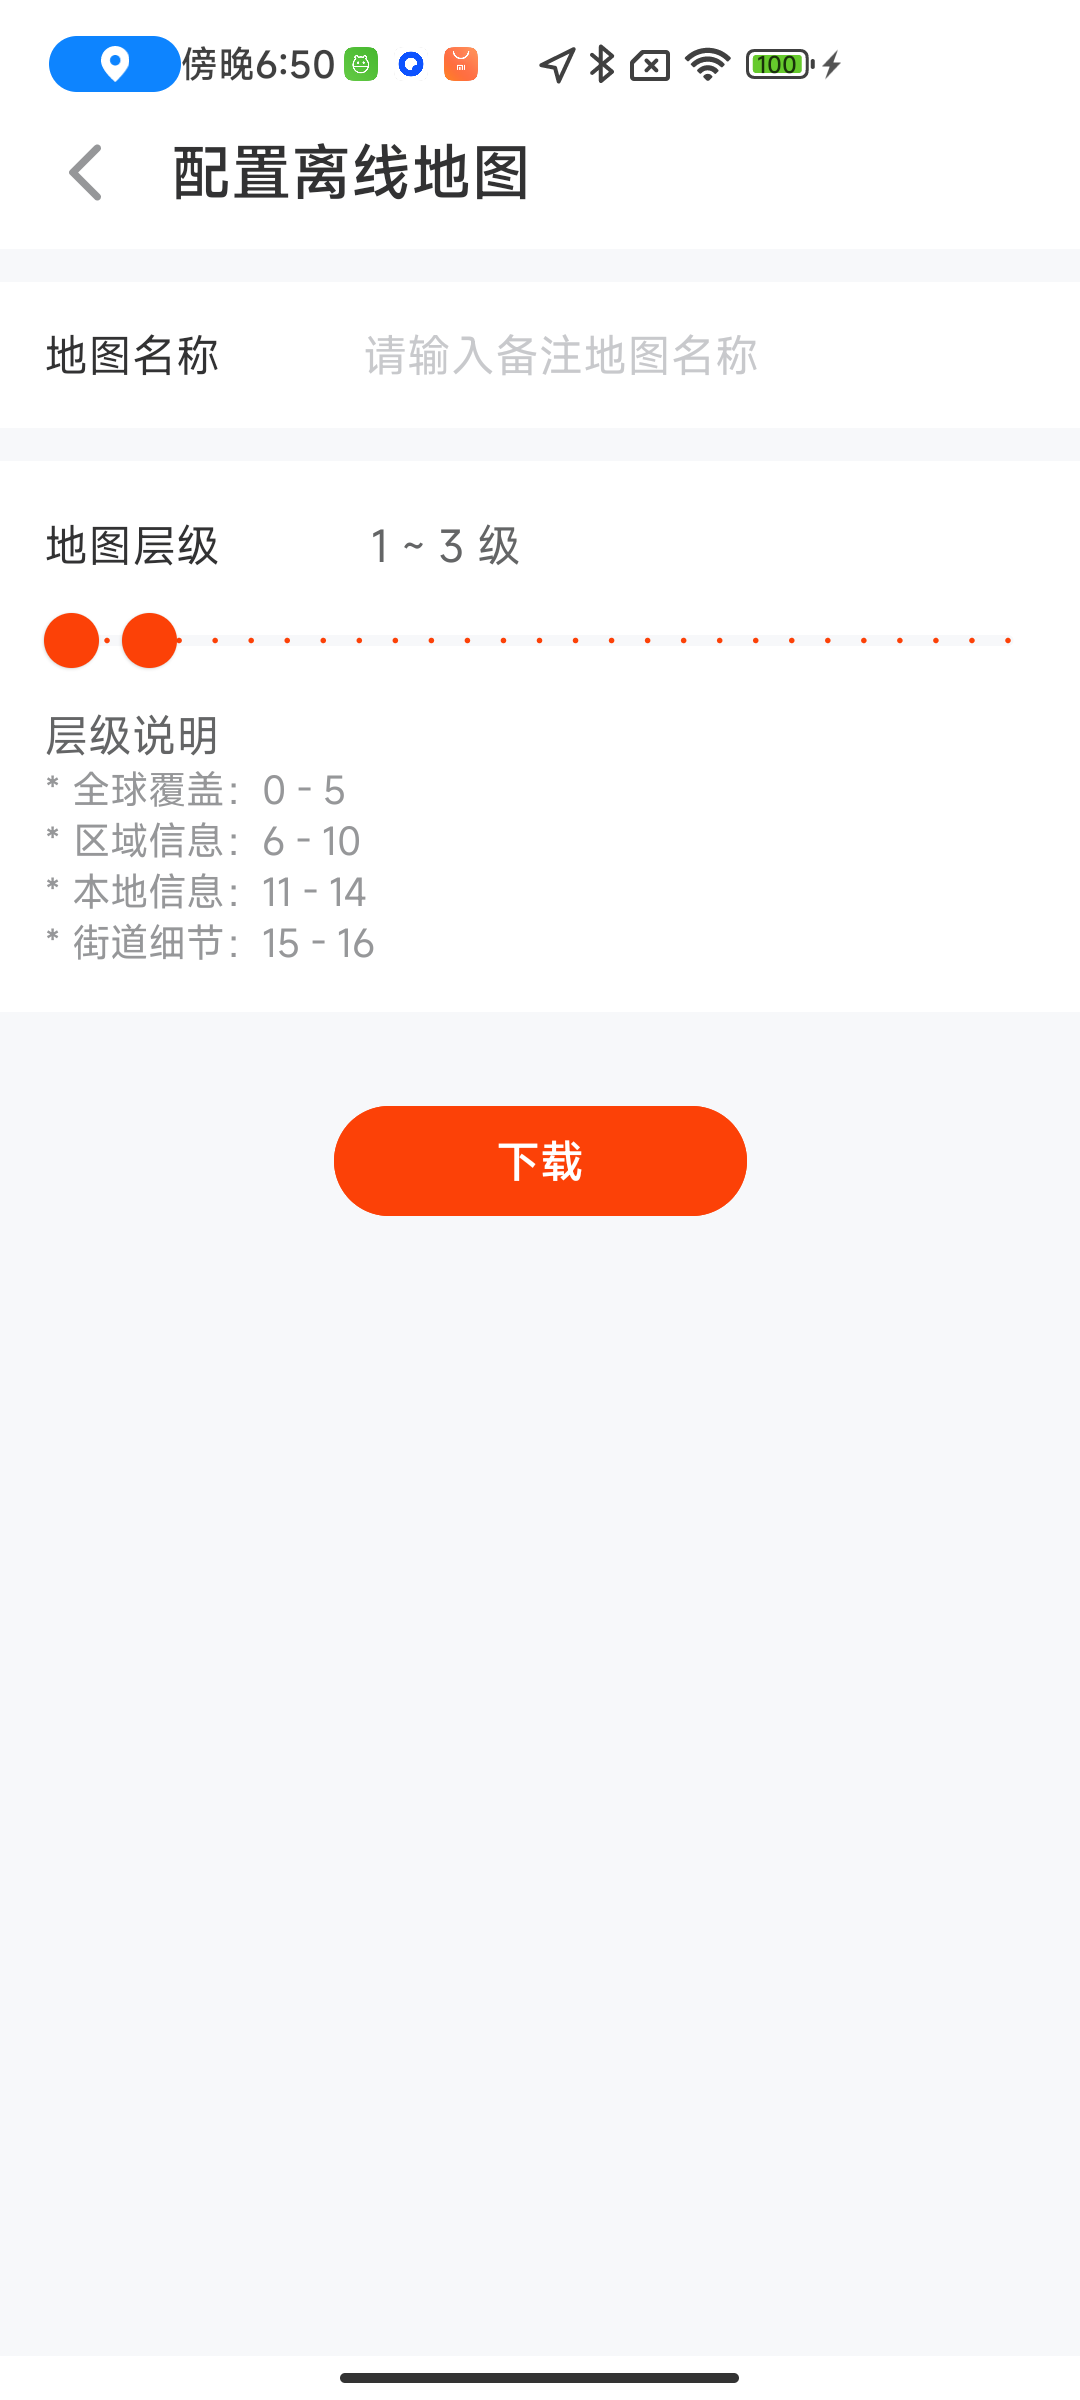 傍晚6:50
100
配置离线地图
地图名称 请输入备注地图名称
地图层级 1 ~ 3 级
层级说明
* 全球覆盖：0 - 5
* 区域信息：6 - 10
* 本地信息：11 - 14
* 街道细节：15 - 16
下载